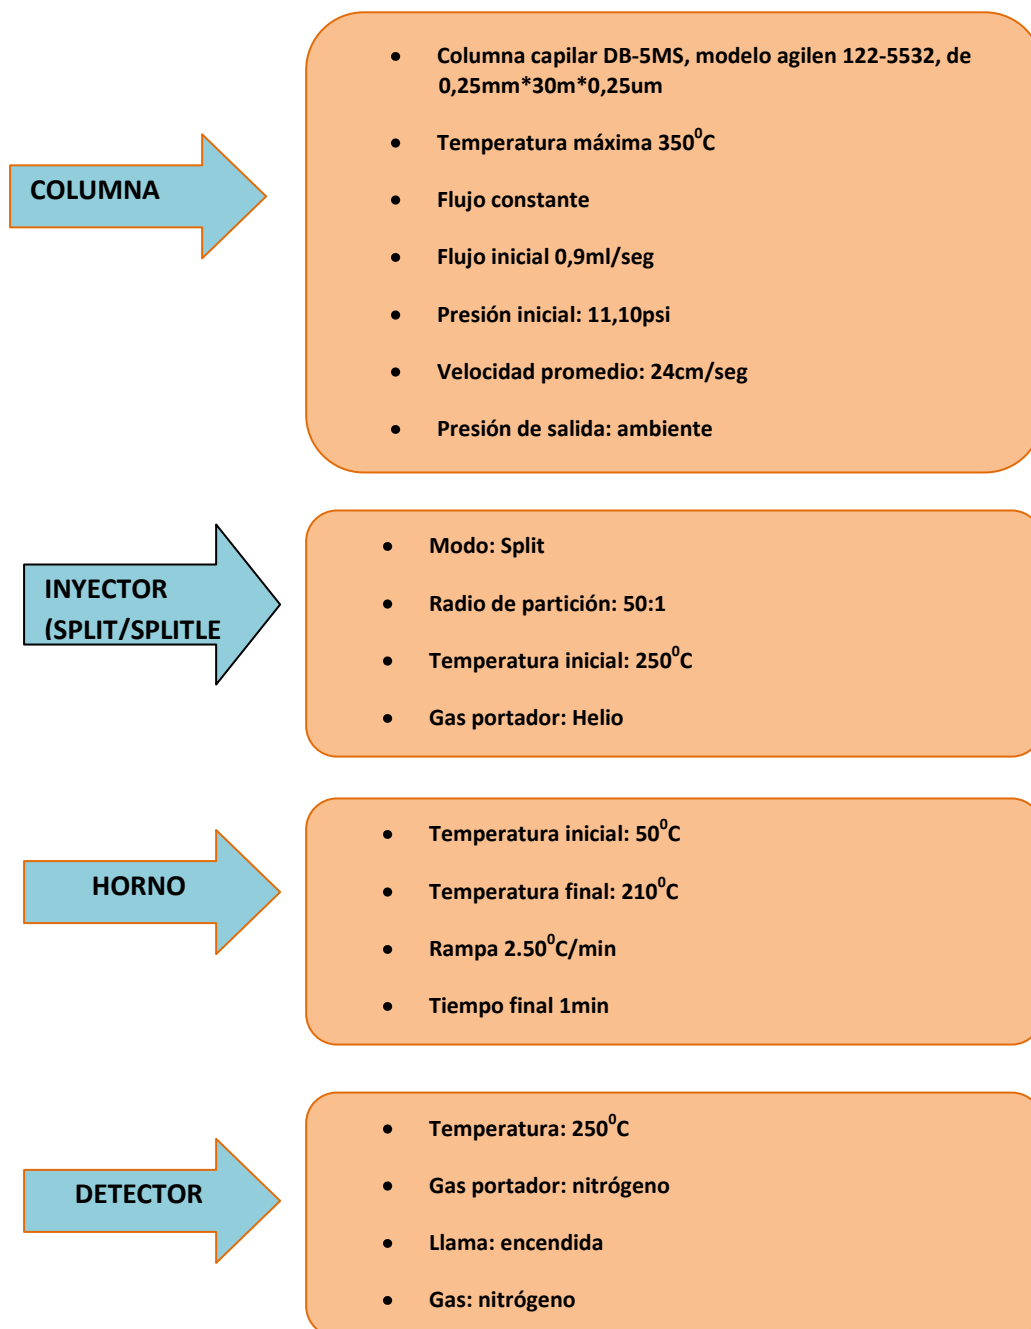 COLUMNA
• Columna capilar DB-5MS, modelo agilen 122-5532, de
0,25mm*30m*0,25um
• Temperatura máxima 350⁰C
• Flujo constante
• Flujo inicial 0,9ml/seg
• Presión inicial: 11,10psi
• Velocidad promedio: 24cm/seg
• Presión de salida: ambiente
INYECTOR
(SPLIT/SPLITLE
• Modo: Split
• Radio de partición: 50:1
• Temperatura inicial: 250⁰C
• Gas portador: Helio
HORNO
• Temperatura inicial: 50⁰C
• Temperatura final: 210⁰C
• Rampa 2.50⁰C/min
• Tiempo final 1min
DETECTOR
• Temperatura: 250⁰C
• Gas portador: nitrógeno
• Llama: encendida
• Gas: nitrógeno